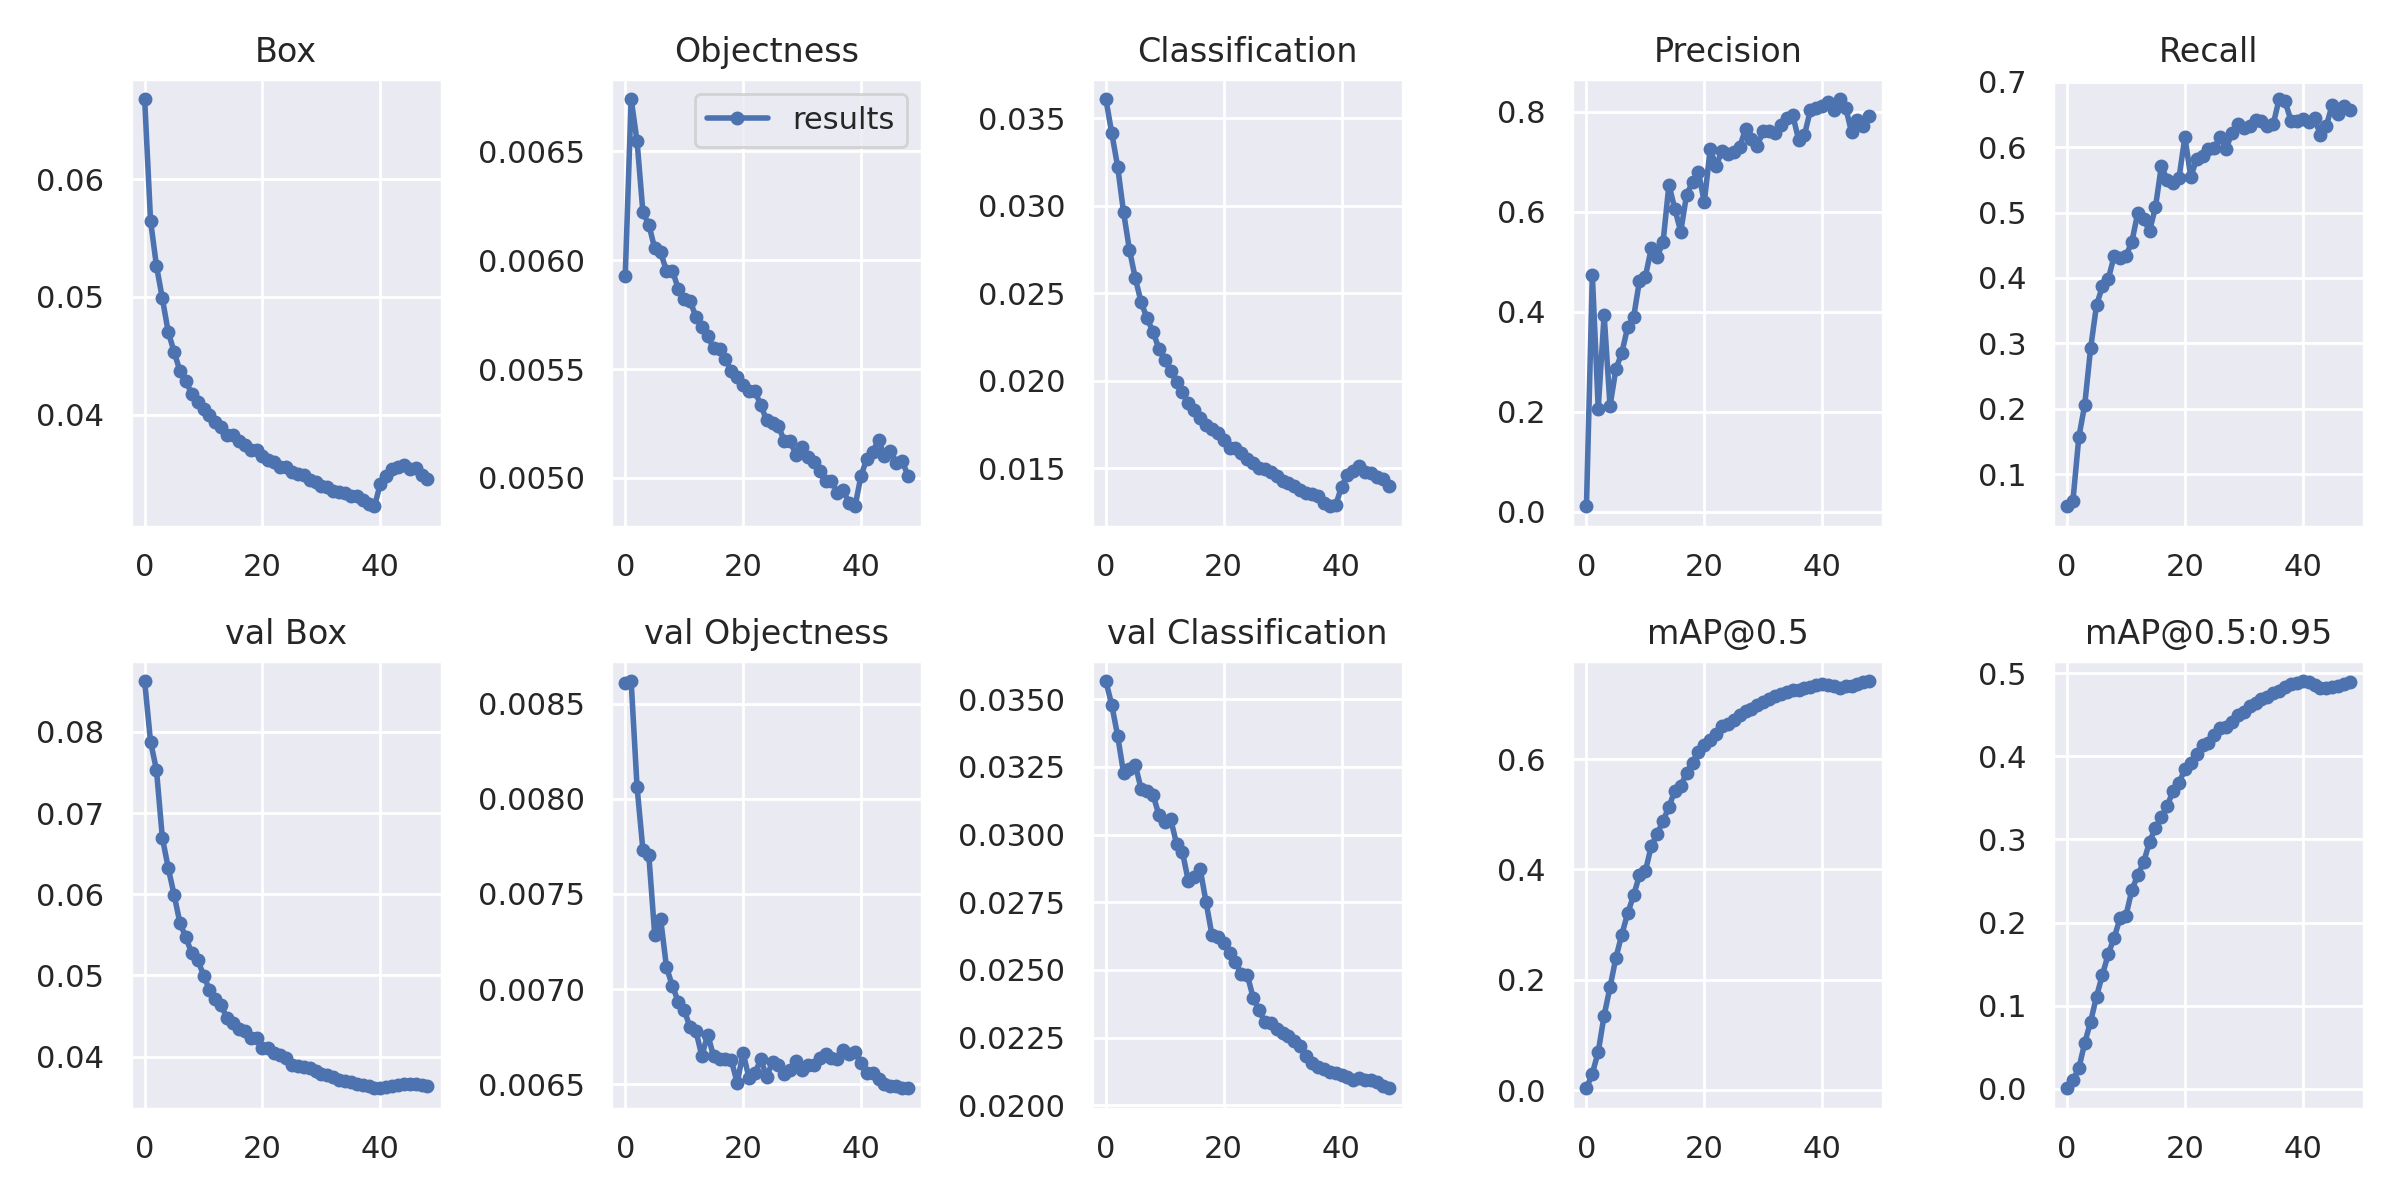 Box
0.06
0.05
0.04
0 20 40
Objectness
results
0.0065
0.0060
0.0055
0.0050
0 20 40
Classification
0.035
0.030
0.025
0.020
0.015
0 20 40
Precision
0.8
0.6
0.4
0.2
0.0
0 20 40
Recall
0.7
0.6
0.5
0.4
0.3
0.2
0.1
0 20 40
val Box
0.08
0.07
0.06
0.05
0.04
0 20 40
val Objectness
0.0085
0.0080
0.0075
0.0070
0.0065
0 20 40
val Classification
0.0350
0.0325
0.0300
0.0275
0.0250
0.0225
0.0200
0 20 40
mAP@0.5
0.6
0.4
0.2
0.0
0 20 40
mAP@0.5:0.95
0.5
0.4
0.3
0.2
0.1
0.0
0 20 40